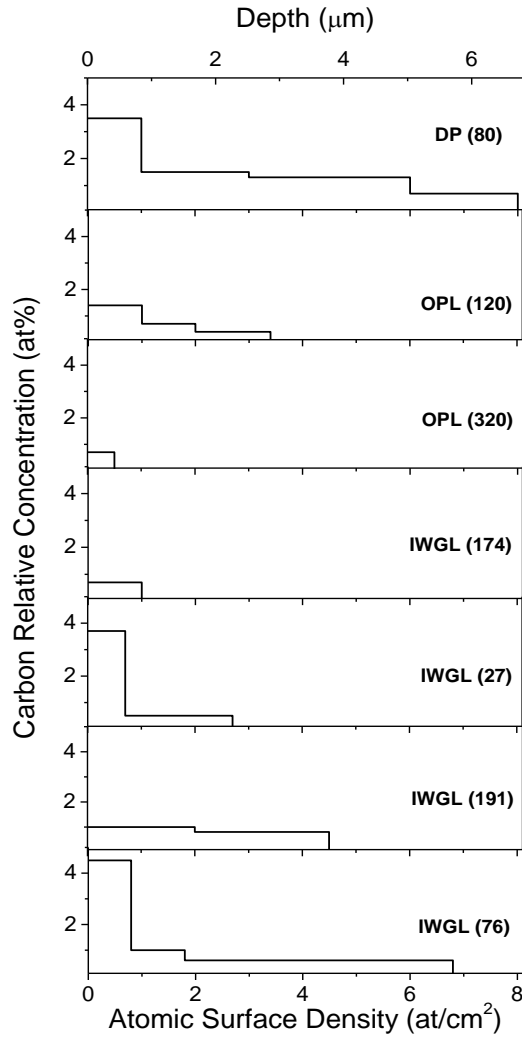 Depth (μm)
0 2 4 6
4
2
DP (80)
4
2
OPL (120)
4
2
OPL (320)
4
2
IWGL (174)
4
2
IWGL (27)
4
2
IWGL (191)
4
2
IWGL (76)
0 2 4 6 8
Atomic Surface Density (at/cm²)
Carbon Relative Concentration (at%)